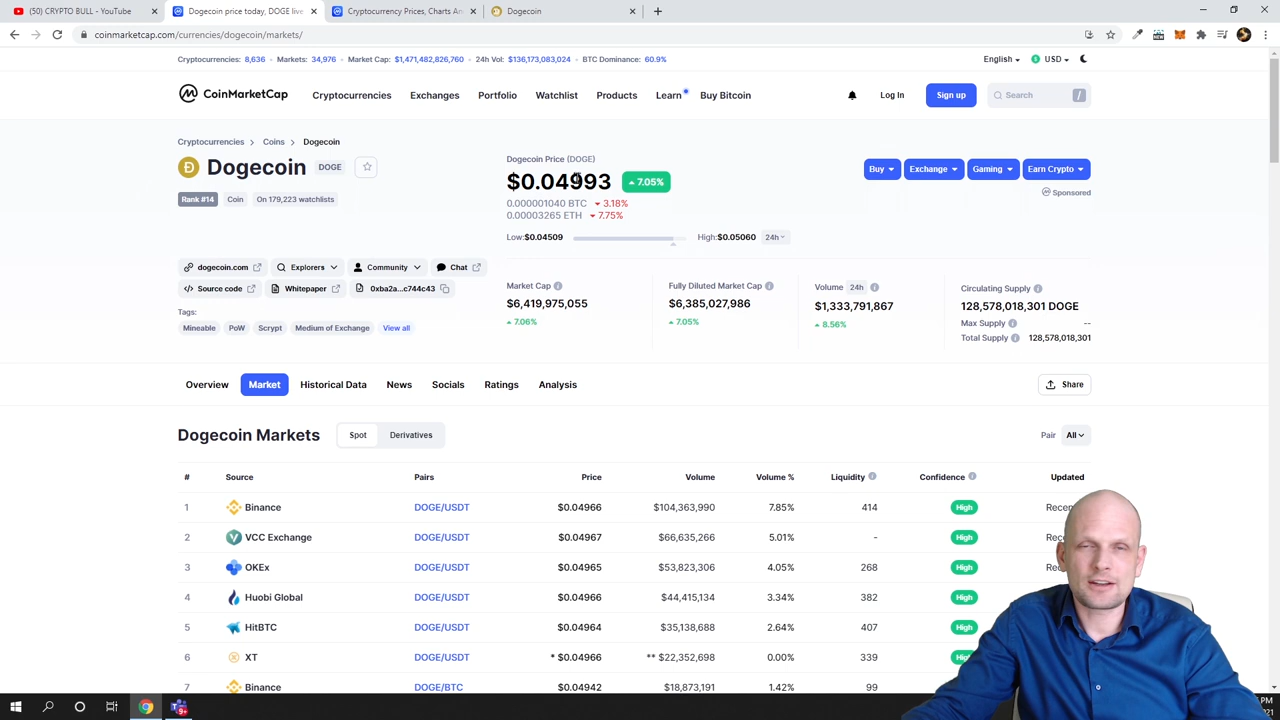 (50) CRYPTO BULL - YouTube
Dogecoin price today, DOGE live
Cryptocurrency Prices, Charts An
Dogecoin
coinmarketcap.com/currencies/dogecoin/markets/
Cryptocurrencies: 8,636 Markets: 34,976 Market Cap: $1,471,482,826,760 24h Vol: $136,173,083,024 BTC Dominance: 60.9% English USD
CoinMarketCap Cryptocurrencies Exchanges Portfolio Watchlist Products Learn Buy Bitcoin Log In Sign up Search /
Cryptocurrencies > Coins > Dogecoin
Dogecoin DOGE
Rank #14 Coin On 179,223 watchlists
dogecoin.com Explorers Community Chat
Source code Whitepaper 0xba2a...c744c43
Tags:
Mineable PoW Scrypt Medium of Exchange View all
Dogecoin Price (DOGE)
$0.04993 7.05%
0.000001040 BTC 3.18%
0.00003265 ETH 7.75%
Low:$0.04509 High:$0.05060 24h
Buy Exchange Gaming Earn Crypto
Sponsored
Market Cap
$6,419,975,055
7.06%
Fully Diluted Market Cap
$6,385,027,986
7.05%
Volume 24h
$1,333,791,867
8.56%
Circulating Supply
128,578,018,301 DOGE
Max Supply --
Total Supply 128,578,018,301
Overview Market Historical Data News Socials Ratings Analysis Share
Dogecoin Markets Spot Derivatives Pair All
# Source Pairs Price Volume Volume % Liquidity Confidence Updated
1 Binance DOGE/USDT $0.04966 $104,363,990 7.85% 414 High
2 VCC Exchange DOGE/USDT $0.04967 $66,635,266 5.01% - High
3 OKEx DOGE/USDT $0.04965 $53,823,306 4.05% 268 High
4 Huobi Global DOGE/USDT $0.04966 $44,415,134 3.34% 382 High
5 HitBTC DOGE/USDT $0.04964 $35,138,688 2.64% 407 High
6 XT DOGE/USDT * $0.04966 ** $22,352,698 0.00% 339
7 Binance DOGE/BTC $0.04942 $18,873,191 1.42% 99